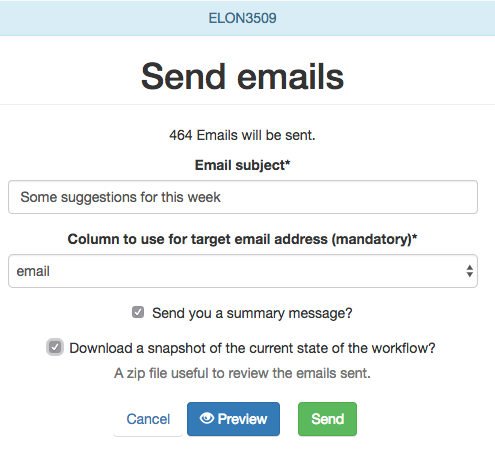 ELON3509
Send emails
464 Emails will be sent.
Email subject*
Some suggestions for this week
Column to use for target email address (mandatory)*
email
Send you a summary message?
Download a snapshot of the current state of the workflow?
A zip file useful to review the emails sent.
Cancel Preview Send